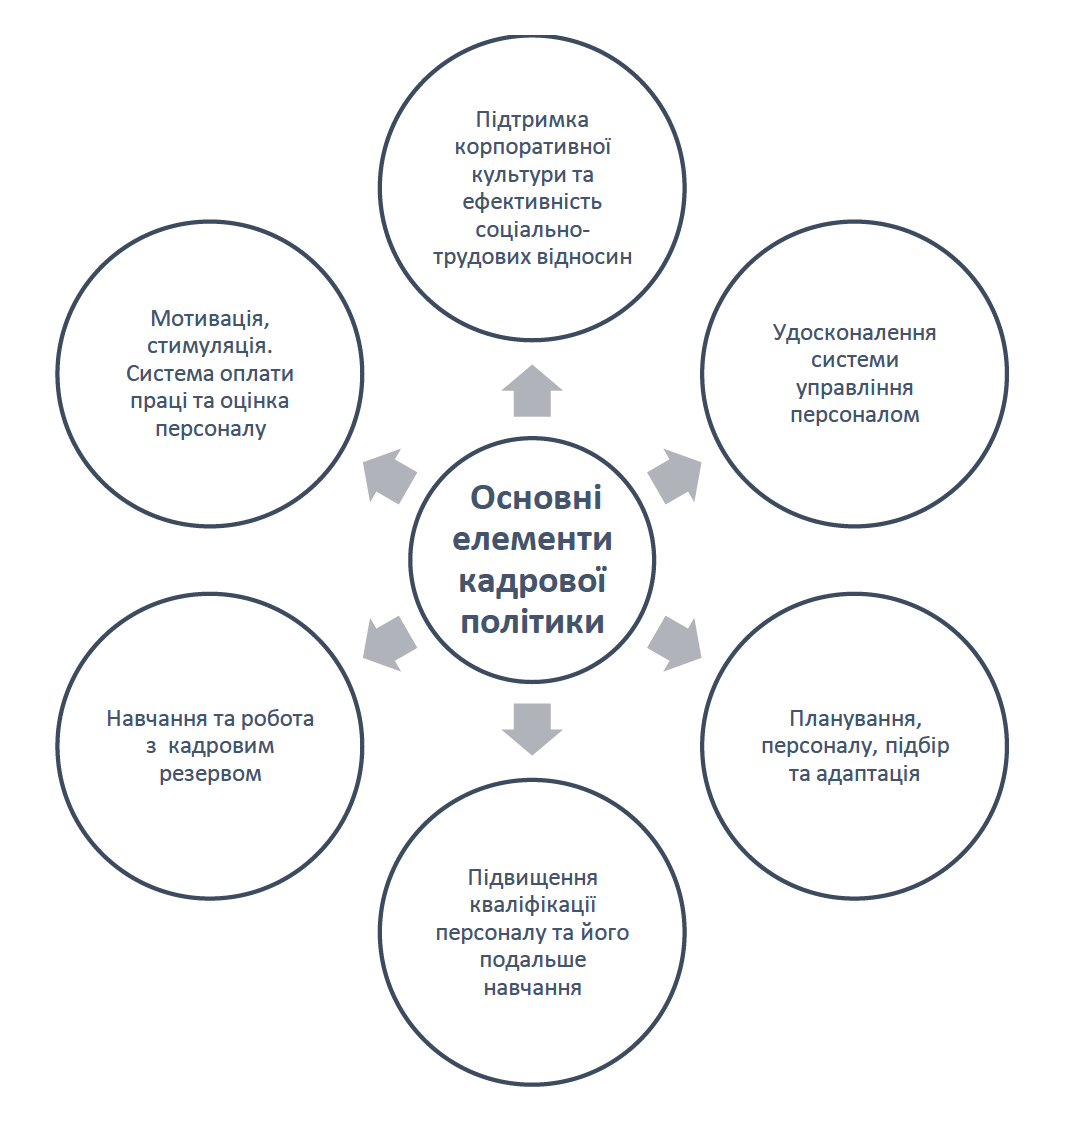 Підтримка
корпоративної
культури та
ефективність
соціально-
трудових відносин
Удосконалення
системи
управління
персоналом
Планування,
персоналу, підбір
та адаптація
Підвищення
кваліфікації
персоналу та його
подальше
навчання
Навчання та робота
з кадровим
резервом
Мотивація,
стимуляція.
Система оплати
праці та оцінка
персоналу
Основні
елементи
кадрової
політики